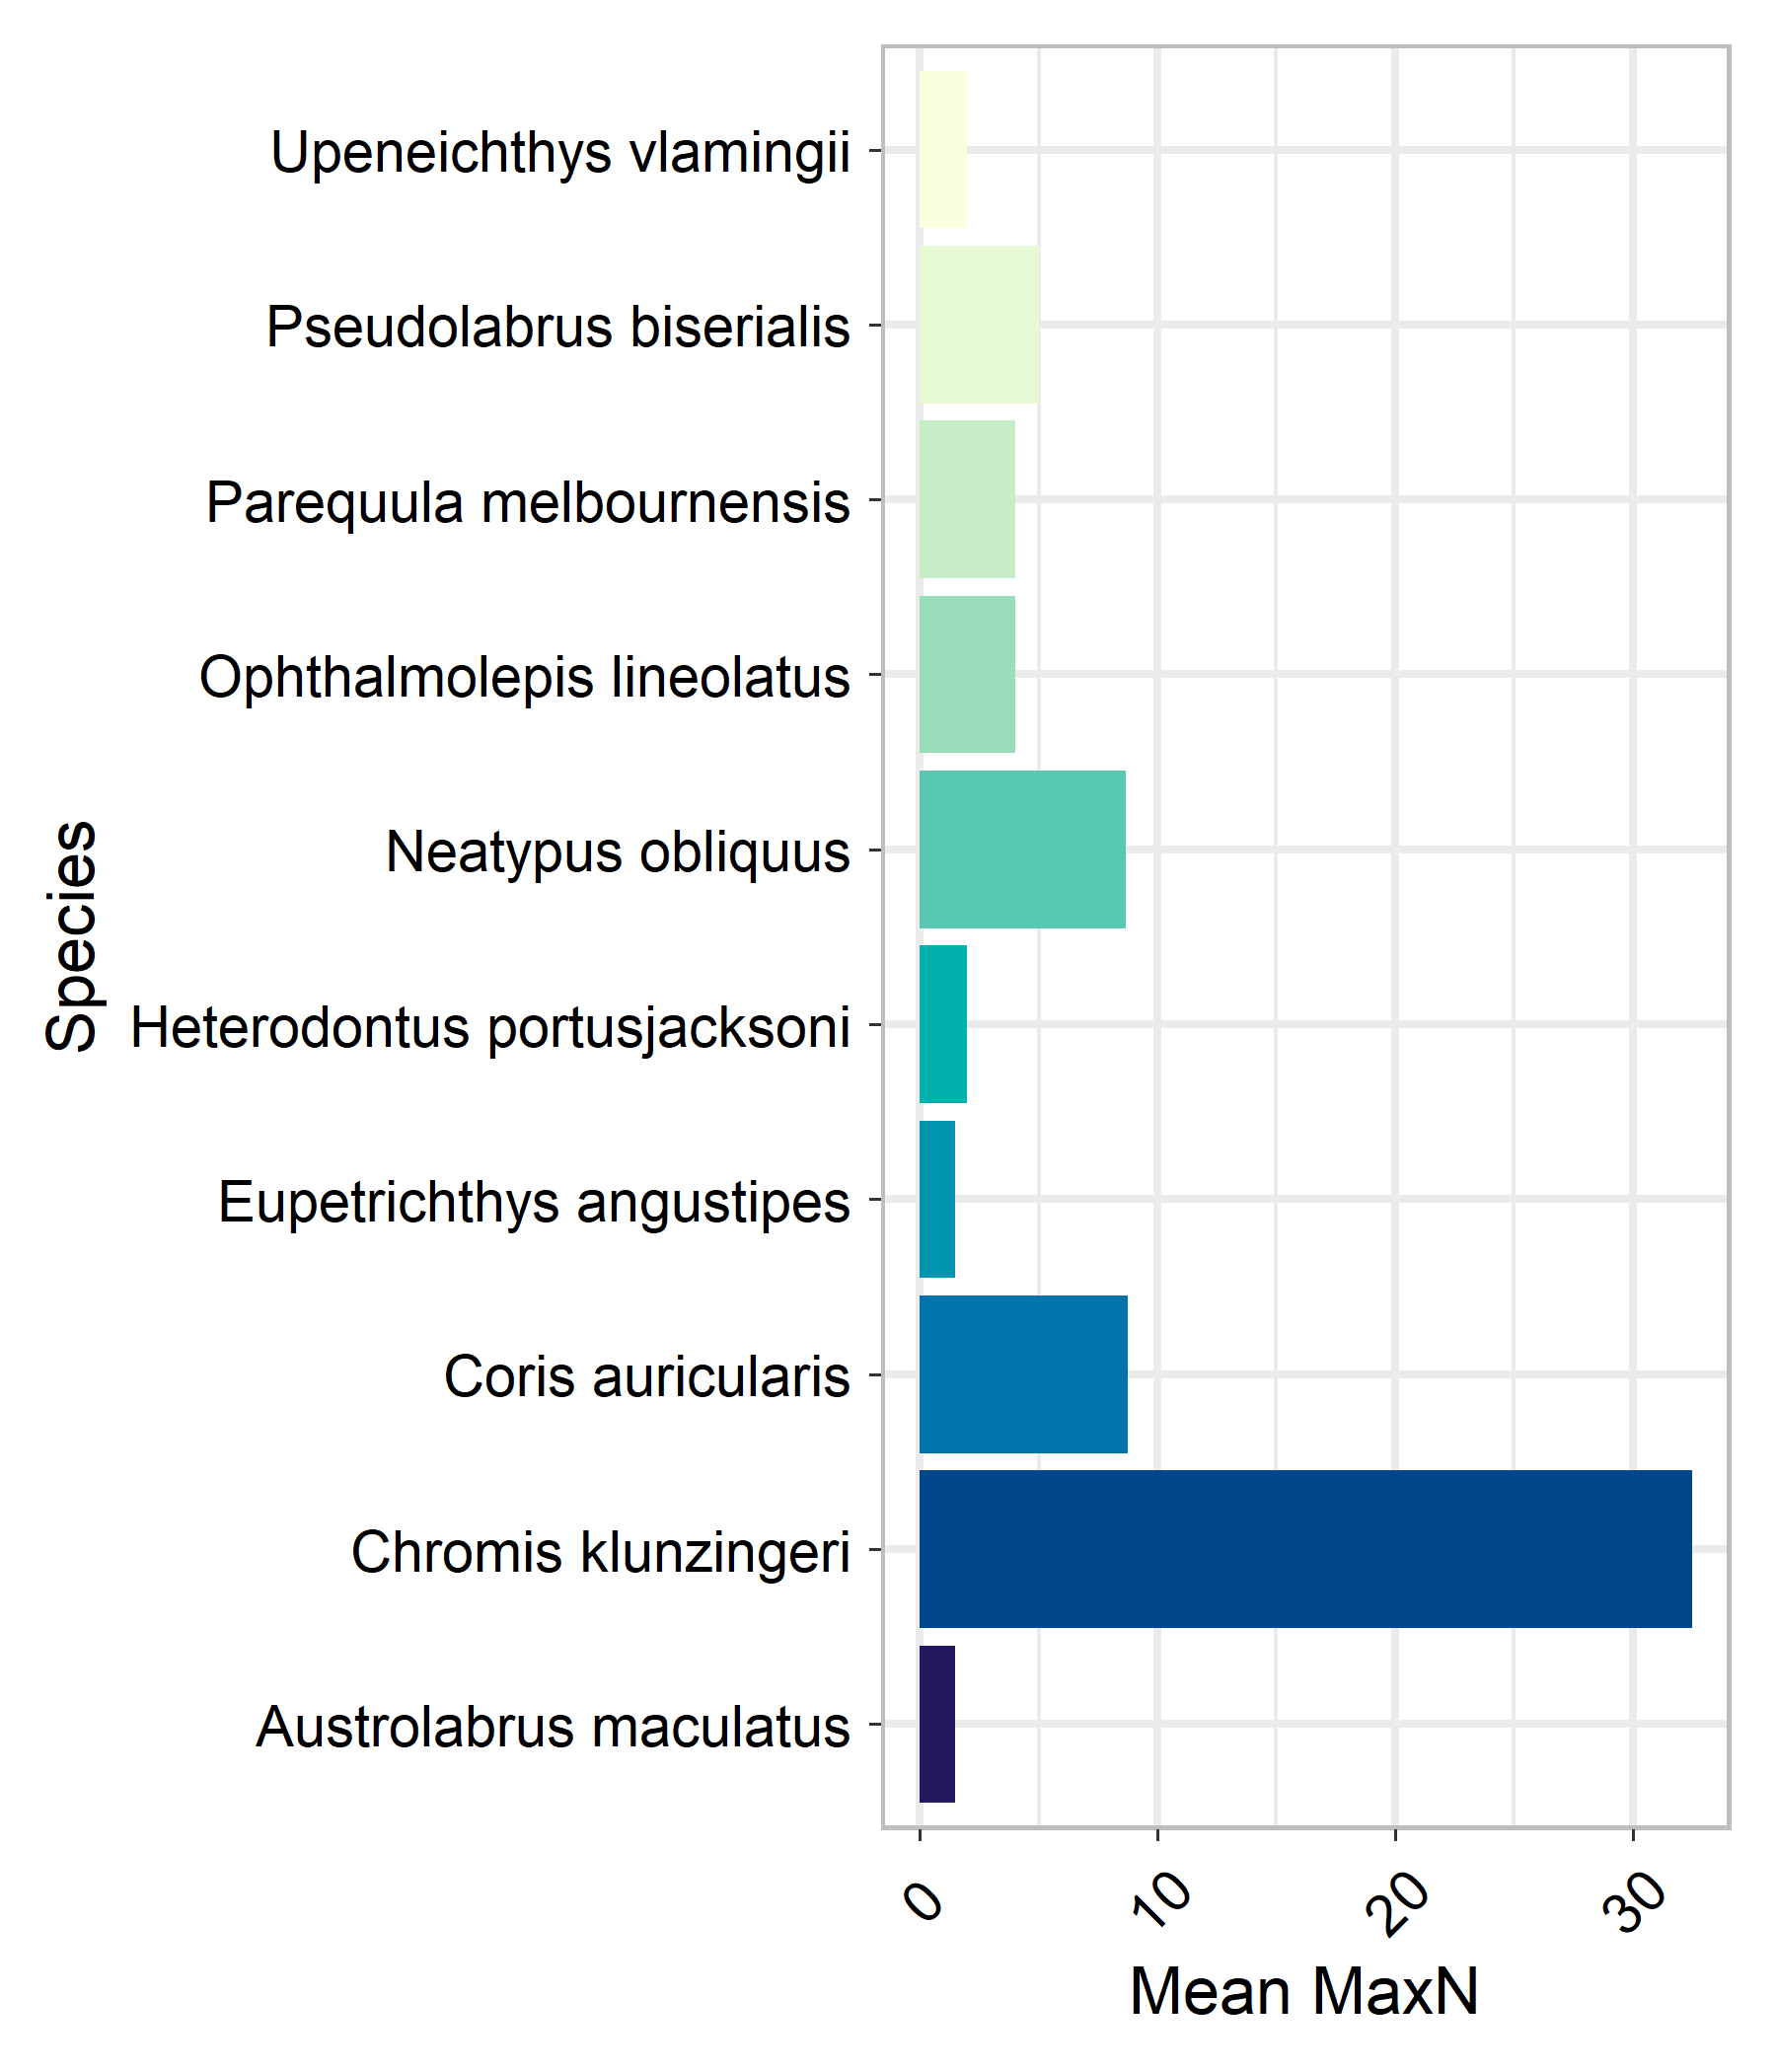 Species
Upeneichthys vlamingii
Pseudolabrus biserialis
Parequula melbournensis
Ophthalmolepis lineolatus
Neatypus obliquus
Heterodontus portusjacksoni
Eupetrichthys angustipes
Coris auricularis
Chromis klunzingeri
Austrolabrus maculatus
0 10 20 30
Mean MaxN